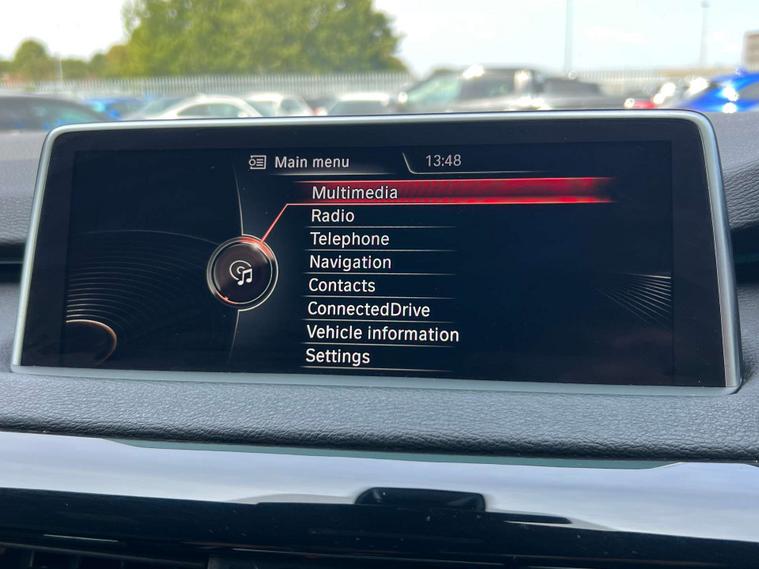 Main menu
13:48
Multimedia
Radio
Telephone
Navigation
Contacts
ConnectedDrive
Vehicle information
Settings